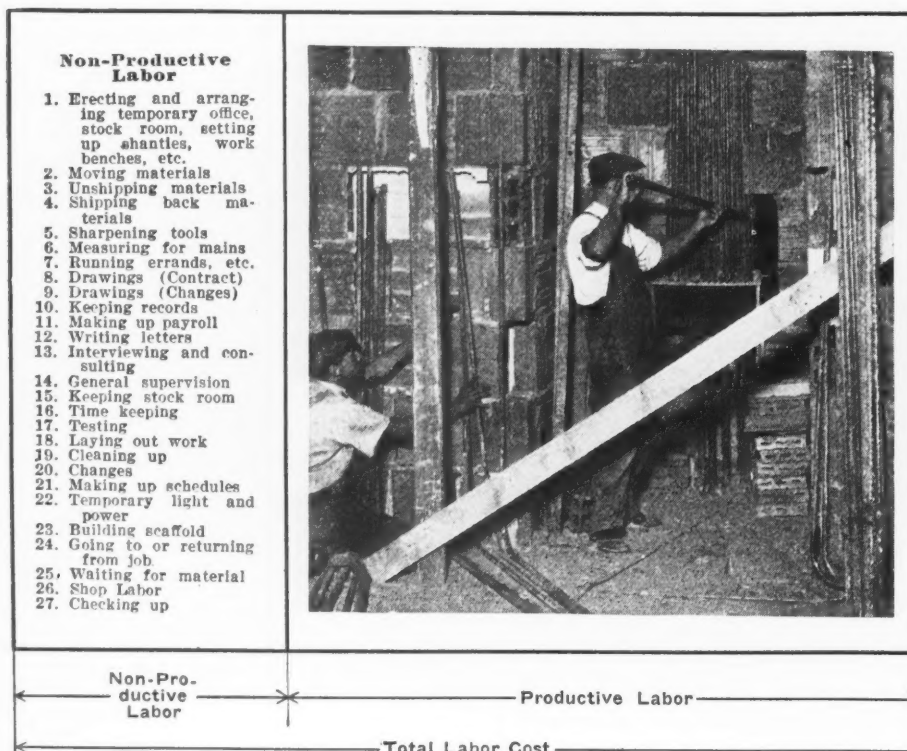 Non-Productive
Labor
1. Erecting and arrang-
ing temporary office,
stock room, setting
up shanties, work
benches, etc.
2. Moving materials
3. Unshipping materials
4. Shipping back ma-
terials
5. Sharpening tools
6. Measuring for mains
7. Running errands, etc.
8. Drawings (Contract)
9. Drawings (Changes)
10. Keeping records
11. Making up payroll
12. Writing letters
13. Interviewing and con-
sulting
14. General supervision
15. Keeping stock room
16. Time keeping
17. Testing
18. Laying out work
19. Cleaning up
20. Changes
21. Making up schedules
22. Temporary light and
power
23. Building scaffold
24. Going to or returning
from job
25. Waiting for material
26. Shop Labor
27. Checking up
Non-Pro-
ductive
Labor
Productive Labor
Total Labor Cost